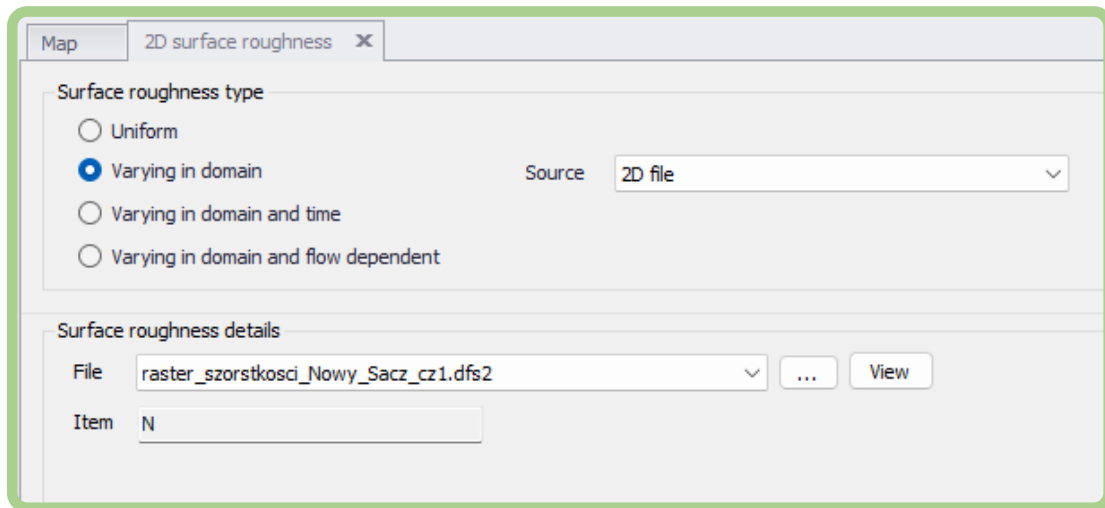 Map 2D surface roughness
Surface roughness type
Uniform
Varying in domain Source 2D file
Varying in domain and time
Varying in domain and flow dependent
Surface roughness details
File raster_szorstkosci_Nowy_Sacz_cz1.dfs2 ... View
Item N